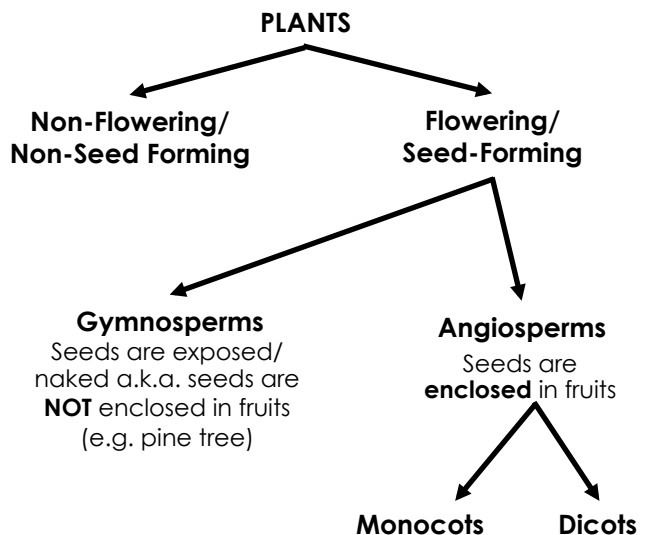 PLANTS
Non-Flowering/
Non-Seed Forming
Flowering/
Seed-Forming
Gymnosperms
Seeds are exposed/
naked a.k.a. seeds are
NOT enclosed in fruits
(e.g. pine tree)
Angiosperms
Seeds are
enclosed in fruits
Monocots
Dicots